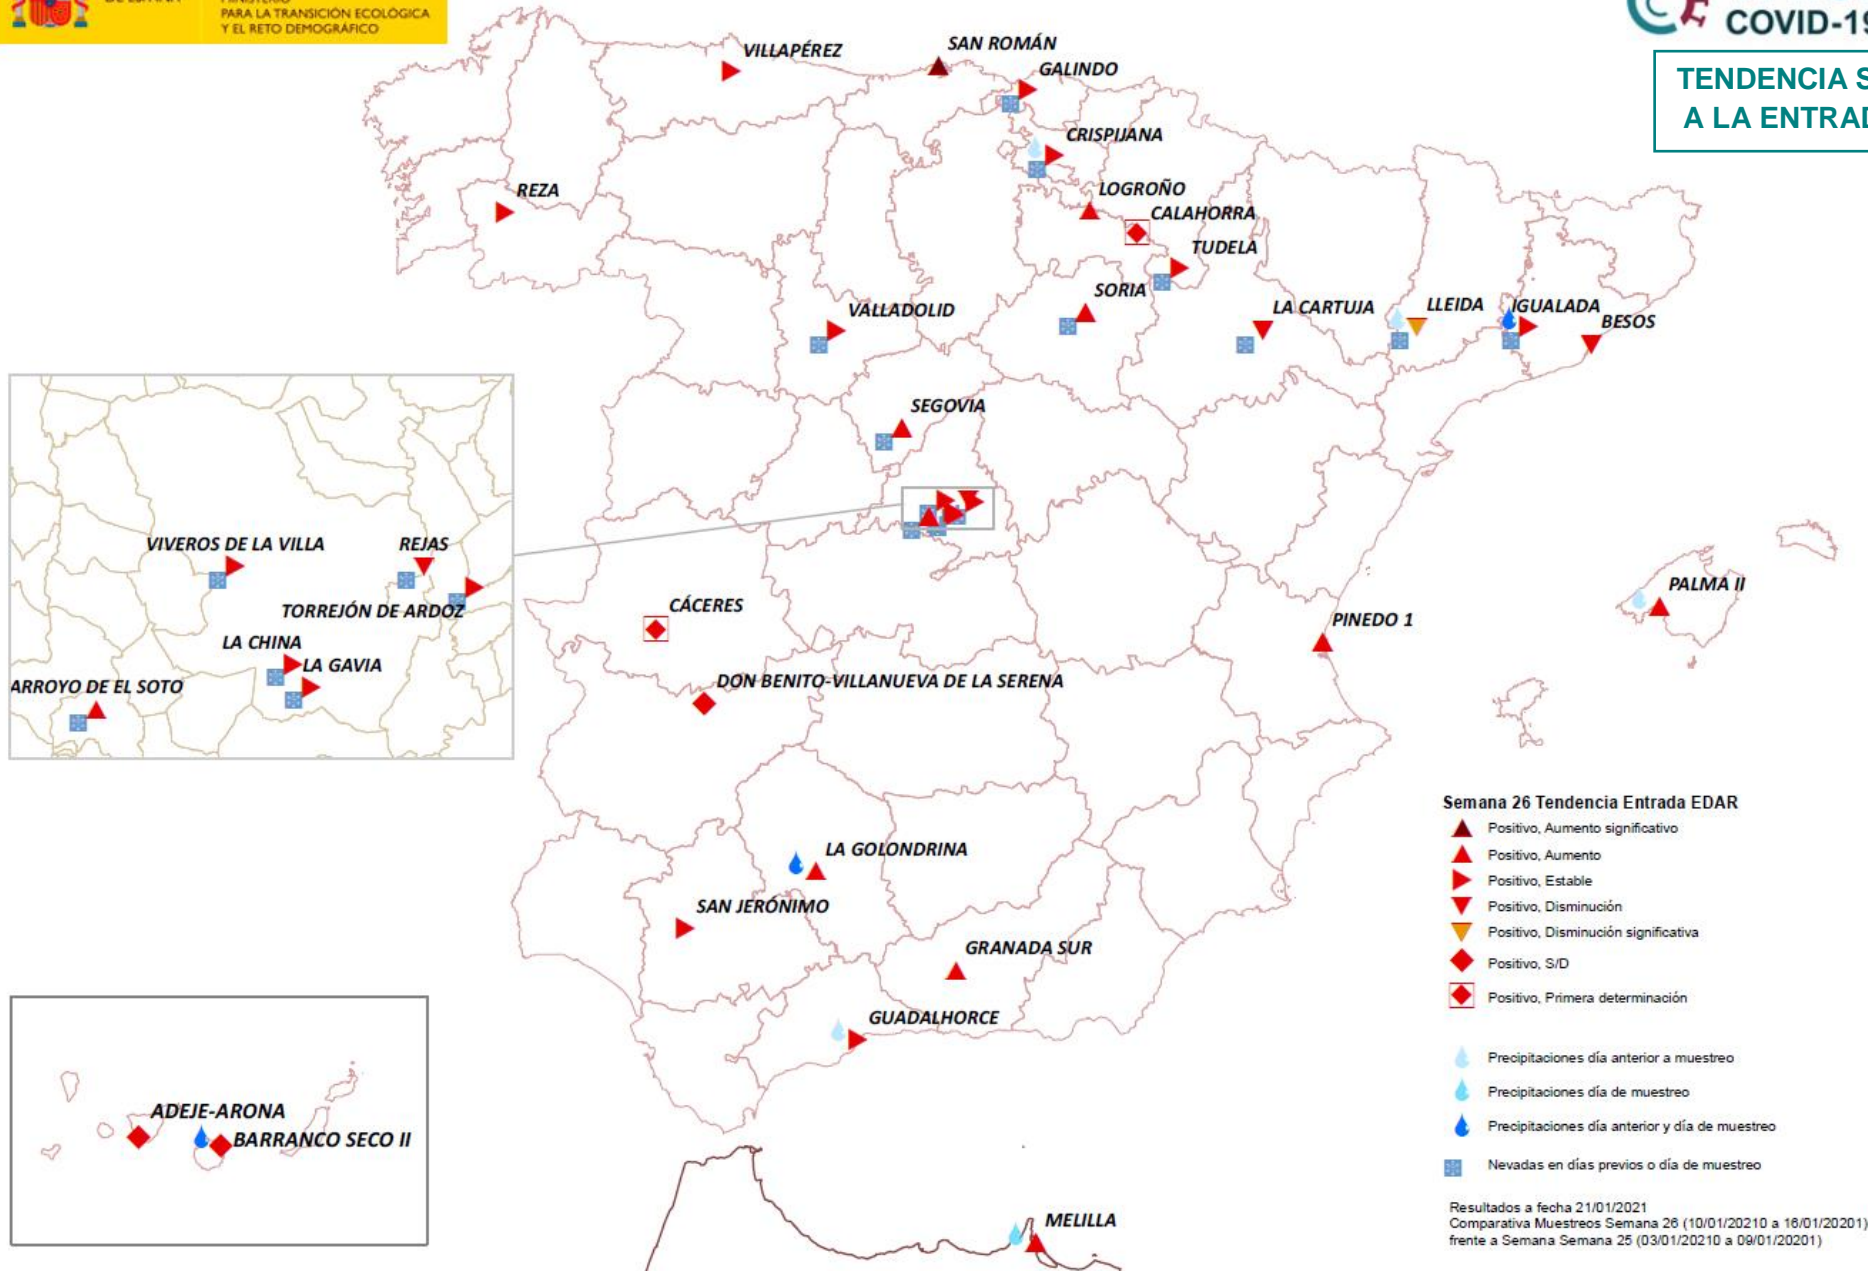 PARA LA TRANSICIÓN ECOLÓGICA
Y EL RETO DEMOGRÁFICO
COVID-19
TENDENCIA S
A LA ENTRAD
VILLAPÉREZ
SAN ROMÁN
GALINDO
CRISPIJANA
REZA
LOGROÑO
CALAHORRA
TUDELA
SORIA
VALLADOLID
LA CARTUJA
LLEIDA
IGUALADA
BESOS
SEGOVIA
VIVEROS DE LA VILLA
REJAS
TORREJÓN DE ARDOZ
LA CHINA
LA GAVIA
ARROYO DE EL SOTO
CÁCERES
PALMA II
PINEDO 1
DON BENITO-VILLANUEVA DE LA SERENA
LA GOLONDRINA
SAN JERÓNIMO
GRANADA SUR
GUADALHORCE
ADEJE-ARONA
BARRANCO SECO II
MELILLA
Semana 26 Tendencia Entrada EDAR
Positivo, Aumento significativo
Positivo, Aumento
Positivo, Estable
Positivo, Disminución
Positivo, Disminución significativa
Positivo, S/D
Positivo, Primera determinación
Precipitaciones día anterior a muestreo
Precipitaciones día de muestreo
Precipitaciones día anterior y día de muestreo
Nevadas en días previos o día de muestreo
Resultados a fecha 21/01/2021
Comparativa Muestreos Semana 26 (10/01/20210 a 16/01/20201)
frente a Semana Semana 25 (03/01/20210 a 09/01/20201)